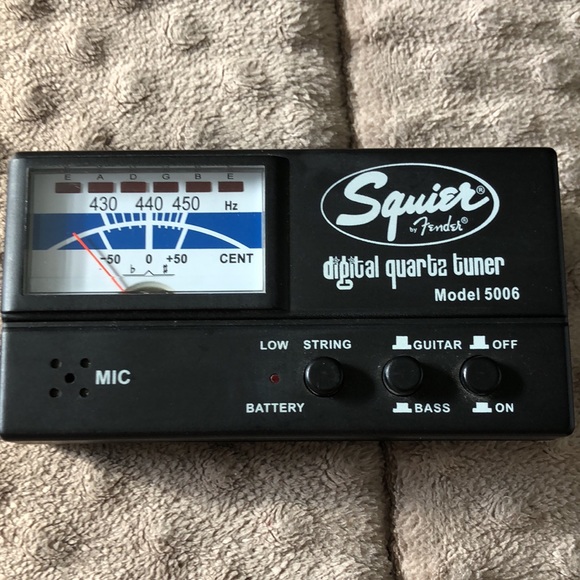 E A D G B E
430 440 450 Hz
-50 0 +50 CENT
♭ ♯
Squier®
by Fender®
digital quartz tuner
Model 5006
LOW STRING GUITAR OFF
MIC
BATTERY BASS ON